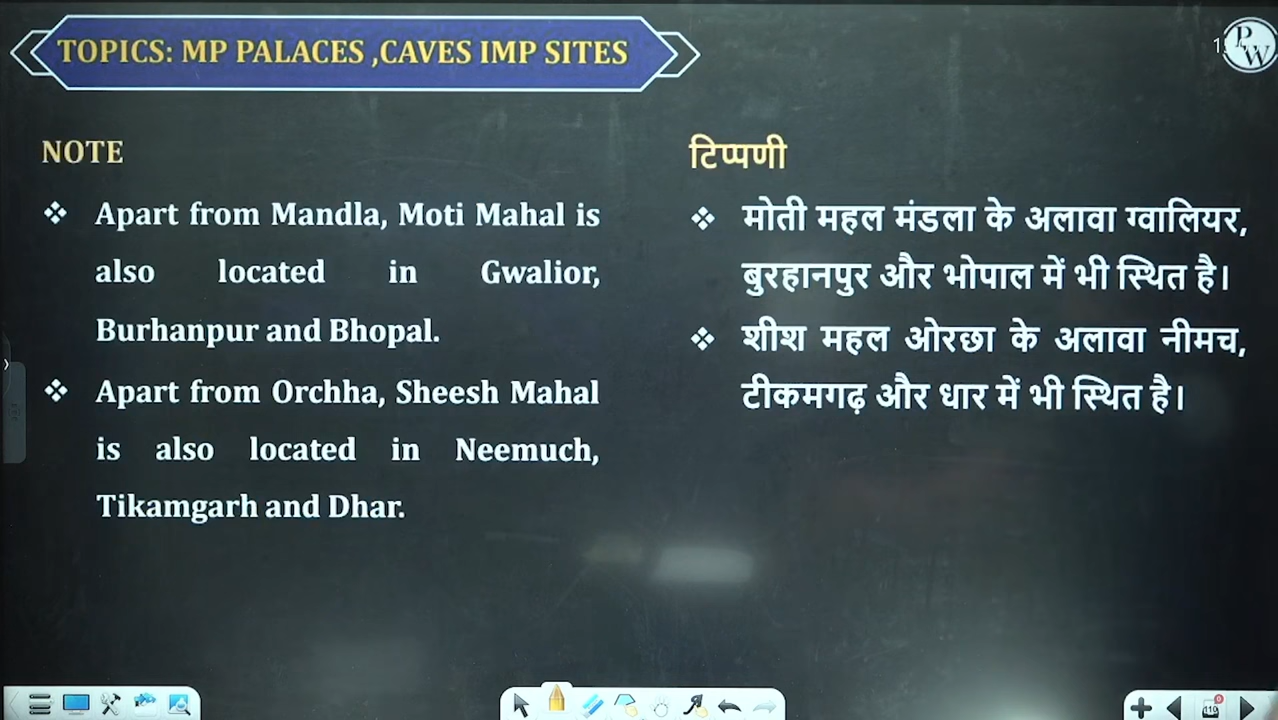 TOPICS: MP PALACES ,CAVES IMP SITES
PW
NOTE
Apart from Mandla, Moti Mahal is
also located in Gwalior,
Burhanpur and Bhopal.
Apart from Orchha, Sheesh Mahal
is also located in Neemuch,
Tikamgarh and Dhar.
टिप्पणी
मोती महल मंडला के अलावा ग्वालियर,
बुरहानपुर और भोपाल में भी स्थित है।
शीश महल ओरछा के अलावा नीमच,
टीकमगढ़ और धार में भी स्थित है।